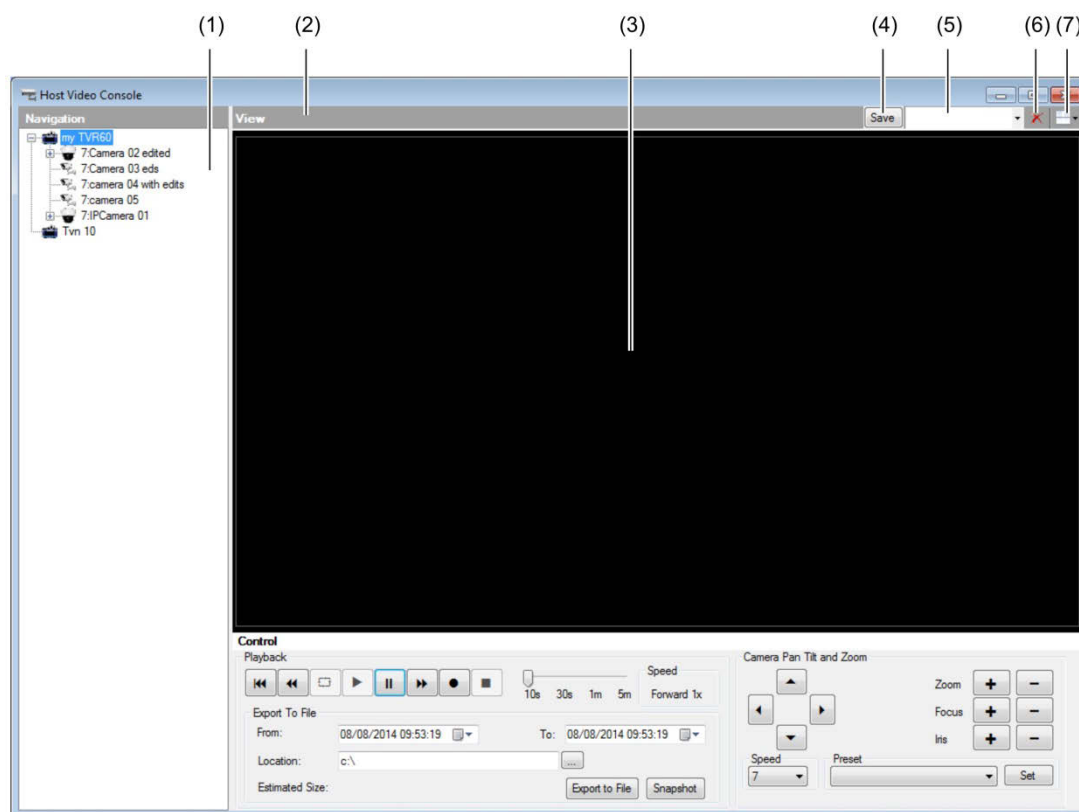 (1) (2) (3) (4) (5) (6) (7)
Host Video Console
Navigation View Save
my TVR60
7:Camera 02 edited
7:Camera 03 eds
7:camera 04 with edits
7:camera 05
7:IPCamera 01
Tvn 10
Control
Playback Camera Pan Tilt and Zoom
Speed
10s 30s 1m 5m Forward 1x
Zoom
Export To File
Focus
From: 08/08/2014 09:53:19 To: 08/08/2014 09:53:19
Iris
Location: c:\ ...
Speed Preset
7 Set
Estimated Size: Export to File Snapshot